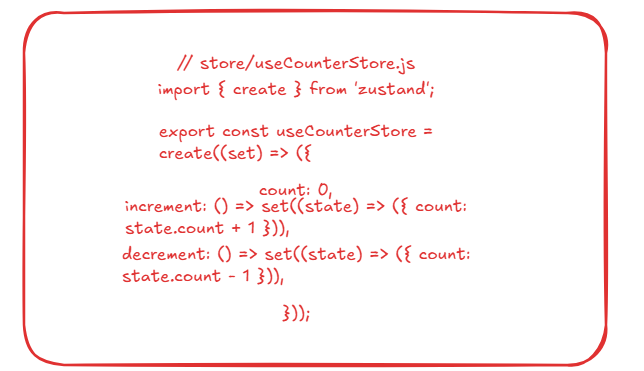 // store/useCounterStore.js
import { create } from 'zustand';
export const useCounterStore =
create((set) => ({
count: 0,
increment: () => set((state) => ({ count:
state.count + 1 })),
decrement: () => set((state) => ({ count:
state.count - 1 })),
}));